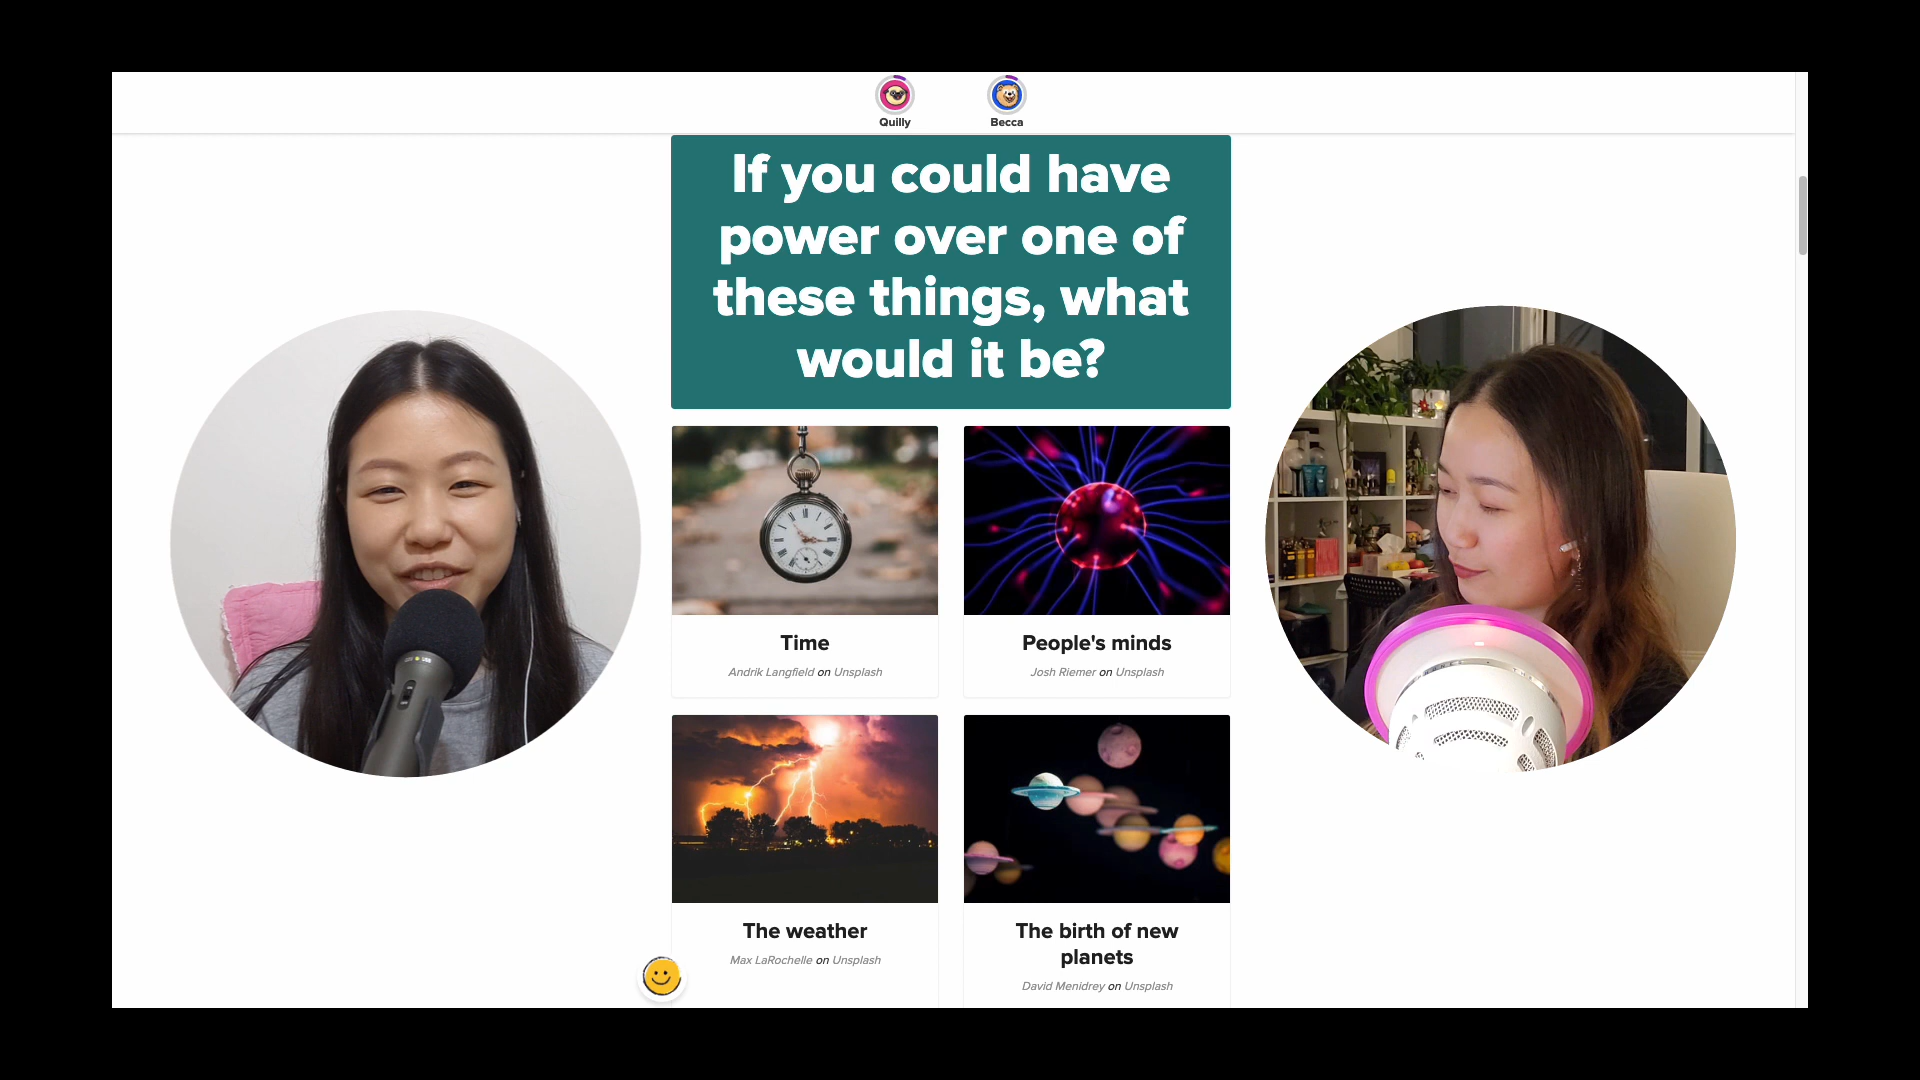 Quilly
Becca
If you could have
power over one of
these things, what
would it be?
Time
Andrik Langfield on Unsplash
People's minds
Josh Riemer on Unsplash
The weather
Max LaRochelle on Unsplash
The birth of new
planets
David Menidrey on Unsplash